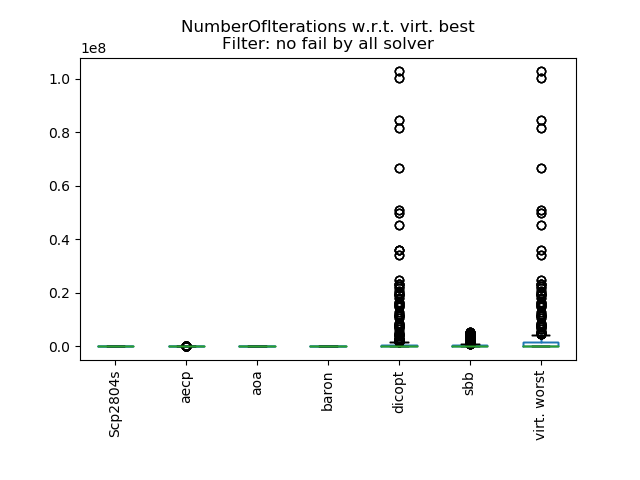 NumberOfIterations w.r.t. virt. best
Filter: no fail by all solver
1e8
1.0
0.8
0.6
0.4
0.2
0.0
Scp2804s
aecp
aoa
baron
dicopt
sbb
virt. worst